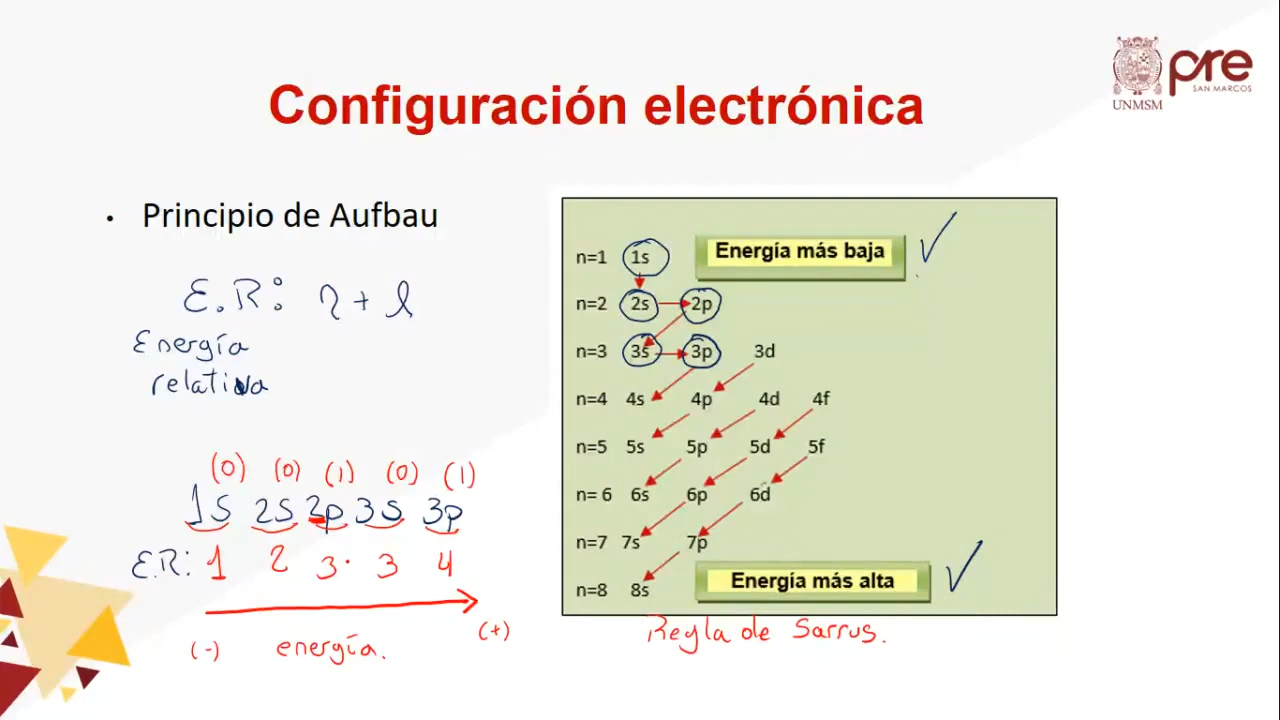 pre
SAN MARCOS
UNMSM
Configuración electrónica
• Principio de Aufbau
E.R: n + l
Energía
relativa
(0) (0) (1) (0) (1)
1s 2s 2p 3s 3p
E.R: 1 2 3 · 3 4
(-) energía. (+)
Energía más baja
n=1 1s
n=2 2s 2p
n=3 3s 3p 3d
n=4 4s 4p 4d 4f
n=5 5s 5p 5d 5f
n= 6 6s 6p 6d
n=7 7s 7p
n=8 8s
Energía más alta
Regla de Sarrus.